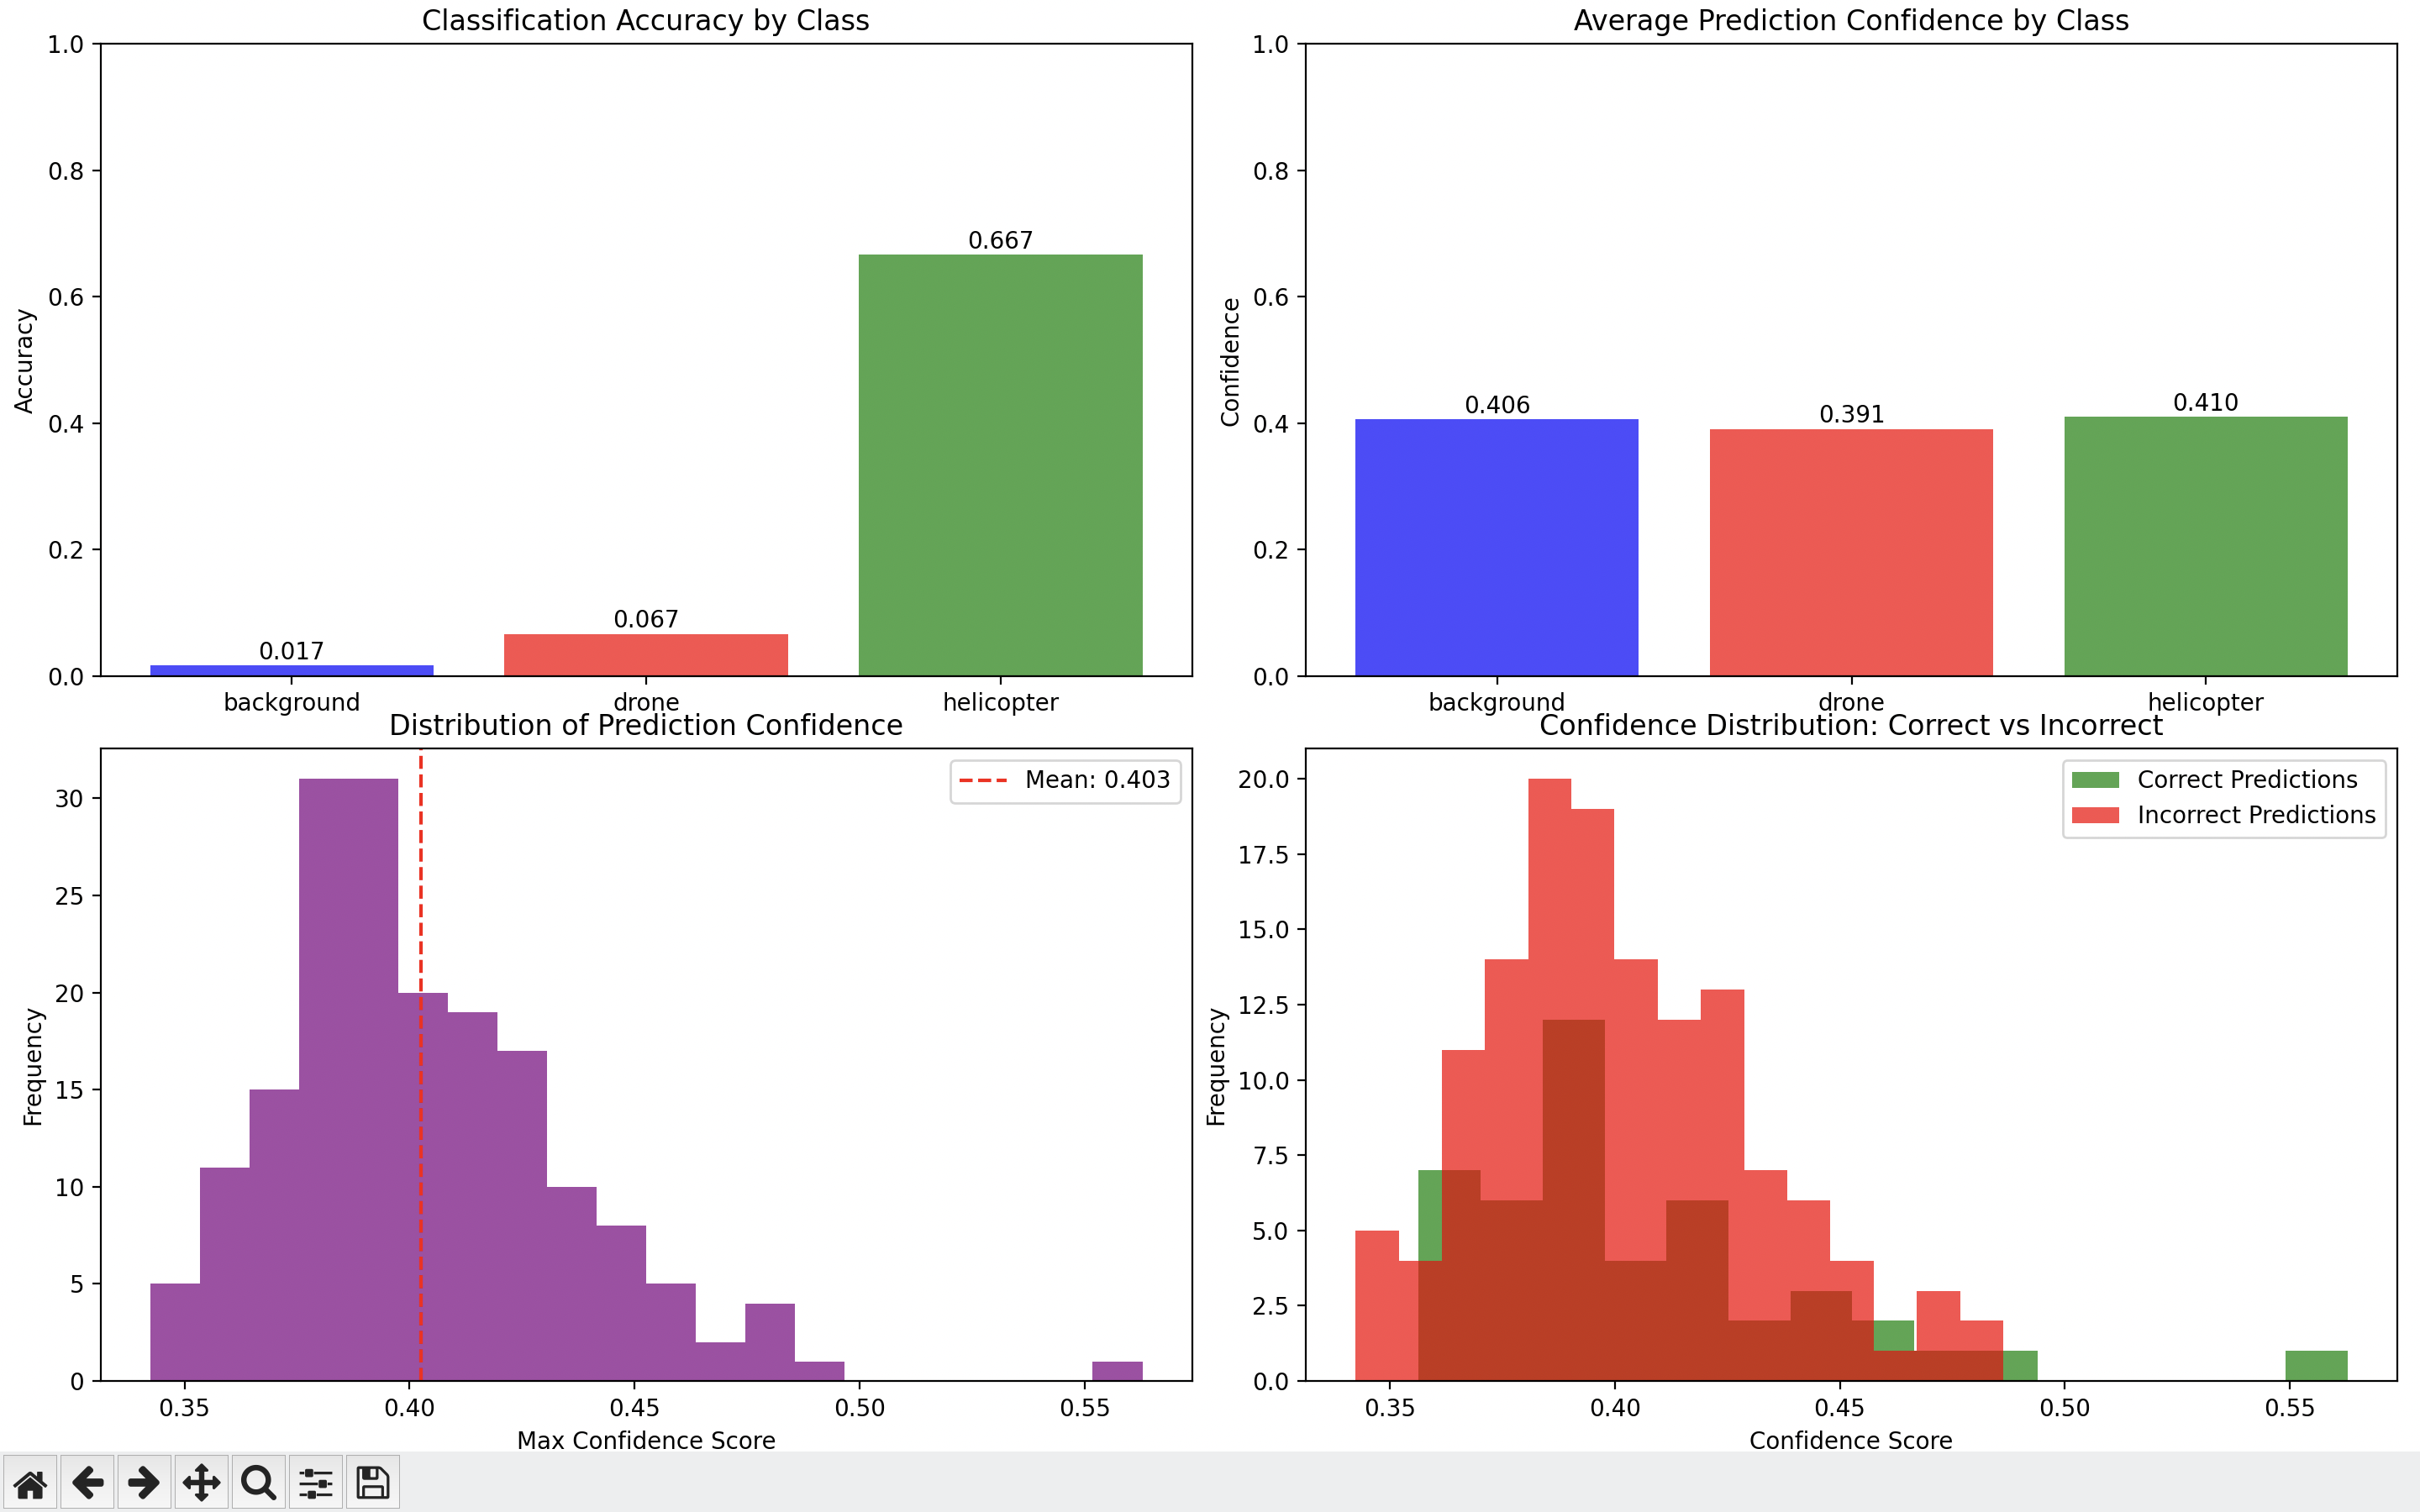 Classification Accuracy by Class
1.0
0.8
0.6
0.4
0.2
0.0
Accuracy
0.017
0.067
0.667
background
drone
helicopter
Average Prediction Confidence by Class
1.0
0.8
0.6
0.4
0.2
0.0
Confidence
0.406
0.391
0.410
background
drone
helicopter
Distribution of Prediction Confidence
30
25
20
15
10
5
0
Frequency
Mean: 0.403
0.35
0.40
0.45
0.50
0.55
Max Confidence Score
Confidence Distribution: Correct vs Incorrect
20.0
17.5
15.0
12.5
10.0
7.5
5.0
2.5
0.0
Frequency
Correct Predictions
Incorrect Predictions
0.35
0.40
0.45
0.50
0.55
Confidence Score